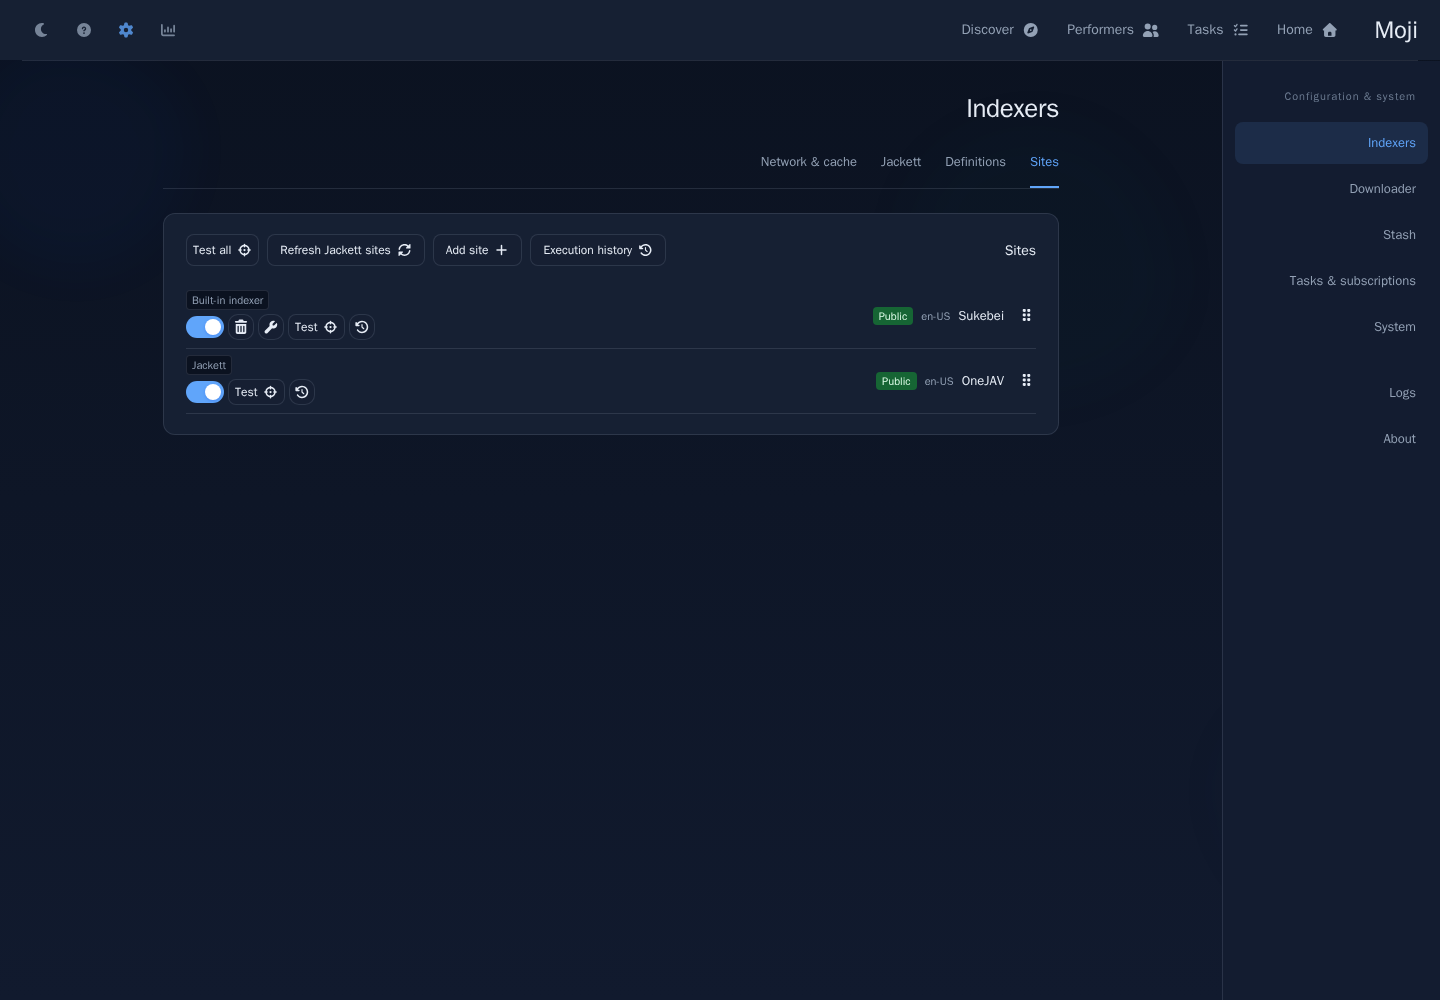 Discover
Performers
Tasks
Home
Moji
Configuration & system
Indexers
Downloader
Stash
Tasks & subscriptions
System
Logs
About
Indexers
Network & cache
Jackett
Definitions
Sites
Test all
Refresh Jackett sites
Add site
Execution history
Sites
Built-in indexer
Test
Public en-US Sukebei
Jackett
Test
Public en-US OneJAV